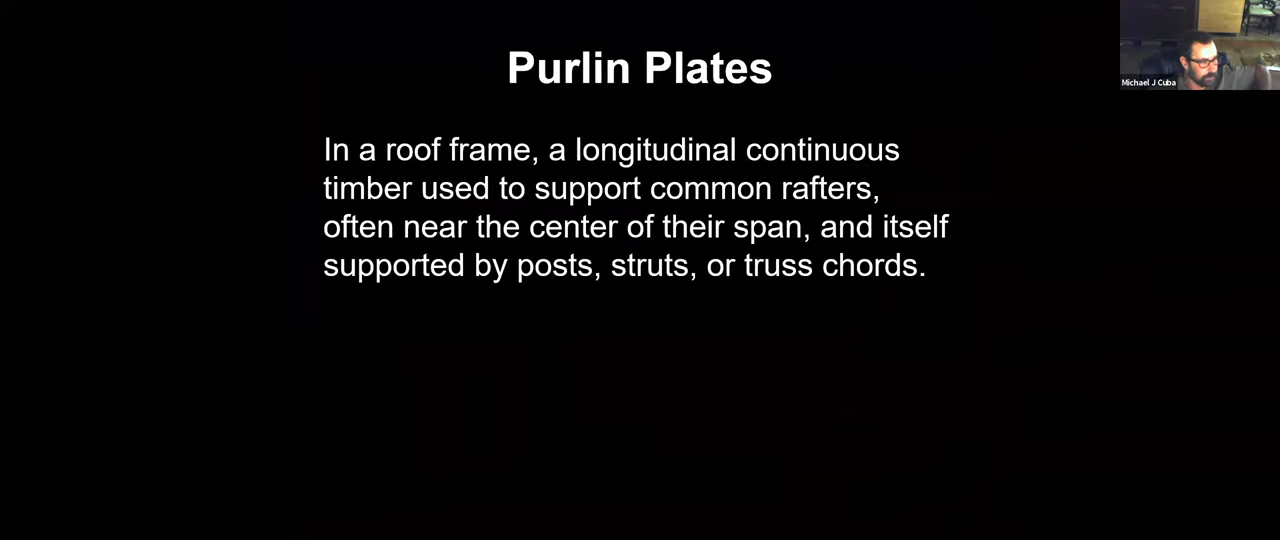 Purlin Plates
In a roof frame, a longitudinal continuous
timber used to support common rafters,
often near the center of their span, and itself
supported by posts, struts, or truss chords.
Michael J Cuba